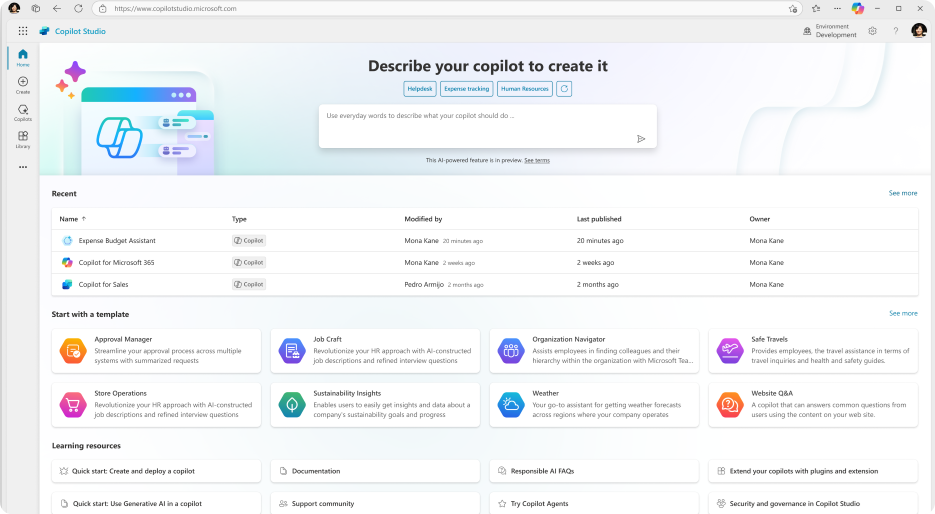 https://www.copilotstudio.microsoft.com
Copilot Studio
Environment
Development
?
Home
Create
Copilots
Library
Describe your copilot to create it
Helpdesk
Expense tracking
Human Resources
Use everyday words to describe what your copilot should do ...
This AI-powered feature is in preview. See terms
Recent
See more
Name ↑ Type Modified by Last published Owner
Expense Budget Assistant Copilot Mona Kane 20 minutes ago 20 minutes ago Mona Kane
Copilot for Microsoft 365 Copilot Mona Kane 2 weeks ago 2 weeks ago Mona Kane
Copilot for Sales Copilot Pedro Armijo 2 months ago 2 months ago Mona Kane
Start with a template
See more
Approval Manager
Streamline your approval process across multiple
systems with summarized requests
Job Craft
Revolutionize your HR approach with AI-constructed
job descriptions and refined interview questions
Organization Navigator
Assists employees in finding colleagues and their
hierarchy within the organization with Microsoft Tea...
Safe Travels
Provides employees, the travel assistance in terms of
travel inquiries and health and safety guides.
Store Operations
Revolutionize your HR approach with AI-constructed
job descriptions and refined interview questions
Sustainability Insights
Enables users to easily get insights and data about a
company's sustainability goals and progress
Weather
Your go-to assistant for getting weather forecasts
across regions where your company operates
Website Q&A
A copilot that can answer common questions from
users using the content on your web site.
Learning resources
Quick start: Create and deploy a copilot
Documentation
Responsible AI FAQs
Extend your copilots with plugins and extension
Quick start: Use Generative AI in a copilot
Support community
Try Copilot Agents
Security and governance in Copilot Studio